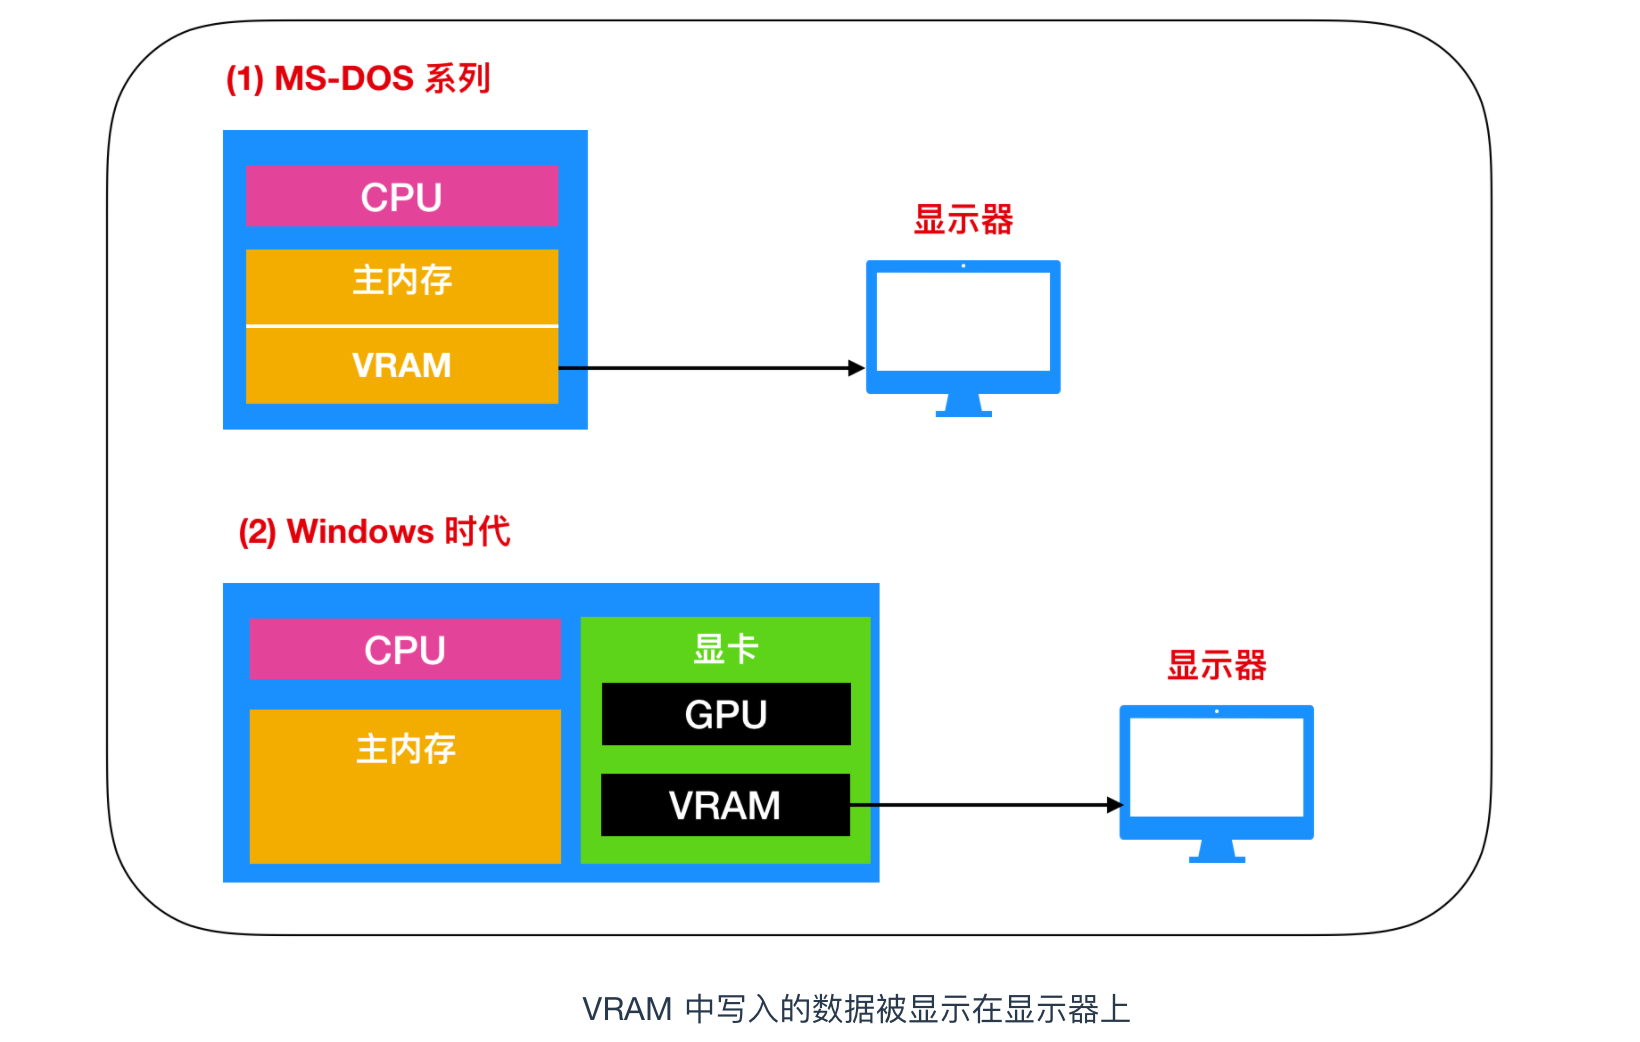 (1) MS-DOS 系列
CPU
主内存
VRAM
显示器
(2) Windows 时代
CPU
主内存
显卡
GPU
VRAM
显示器
VRAM 中写入的数据被显示在显示器上